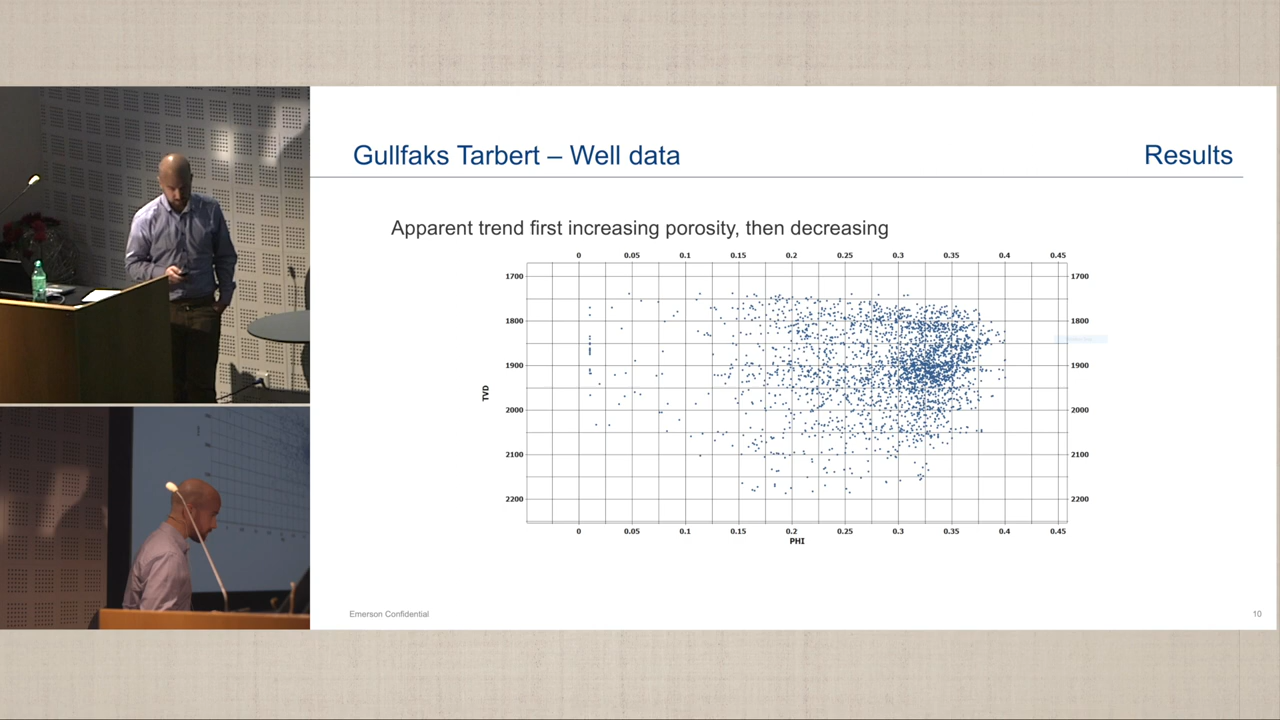 Gullfaks Tarbert – Well data
Results
Apparent trend first increasing porosity, then decreasing
0 0.05 0.1 0.15 0.2 0.25 0.3 0.35 0.4 0.45
1700 1700
1800 1800
1900 1900
TVD
2000 2000
2100 2100
2200 2200
0 0.05 0.1 0.15 0.2 0.25 0.3 0.35 0.4 0.45
PHI
Emerson Confidential
10